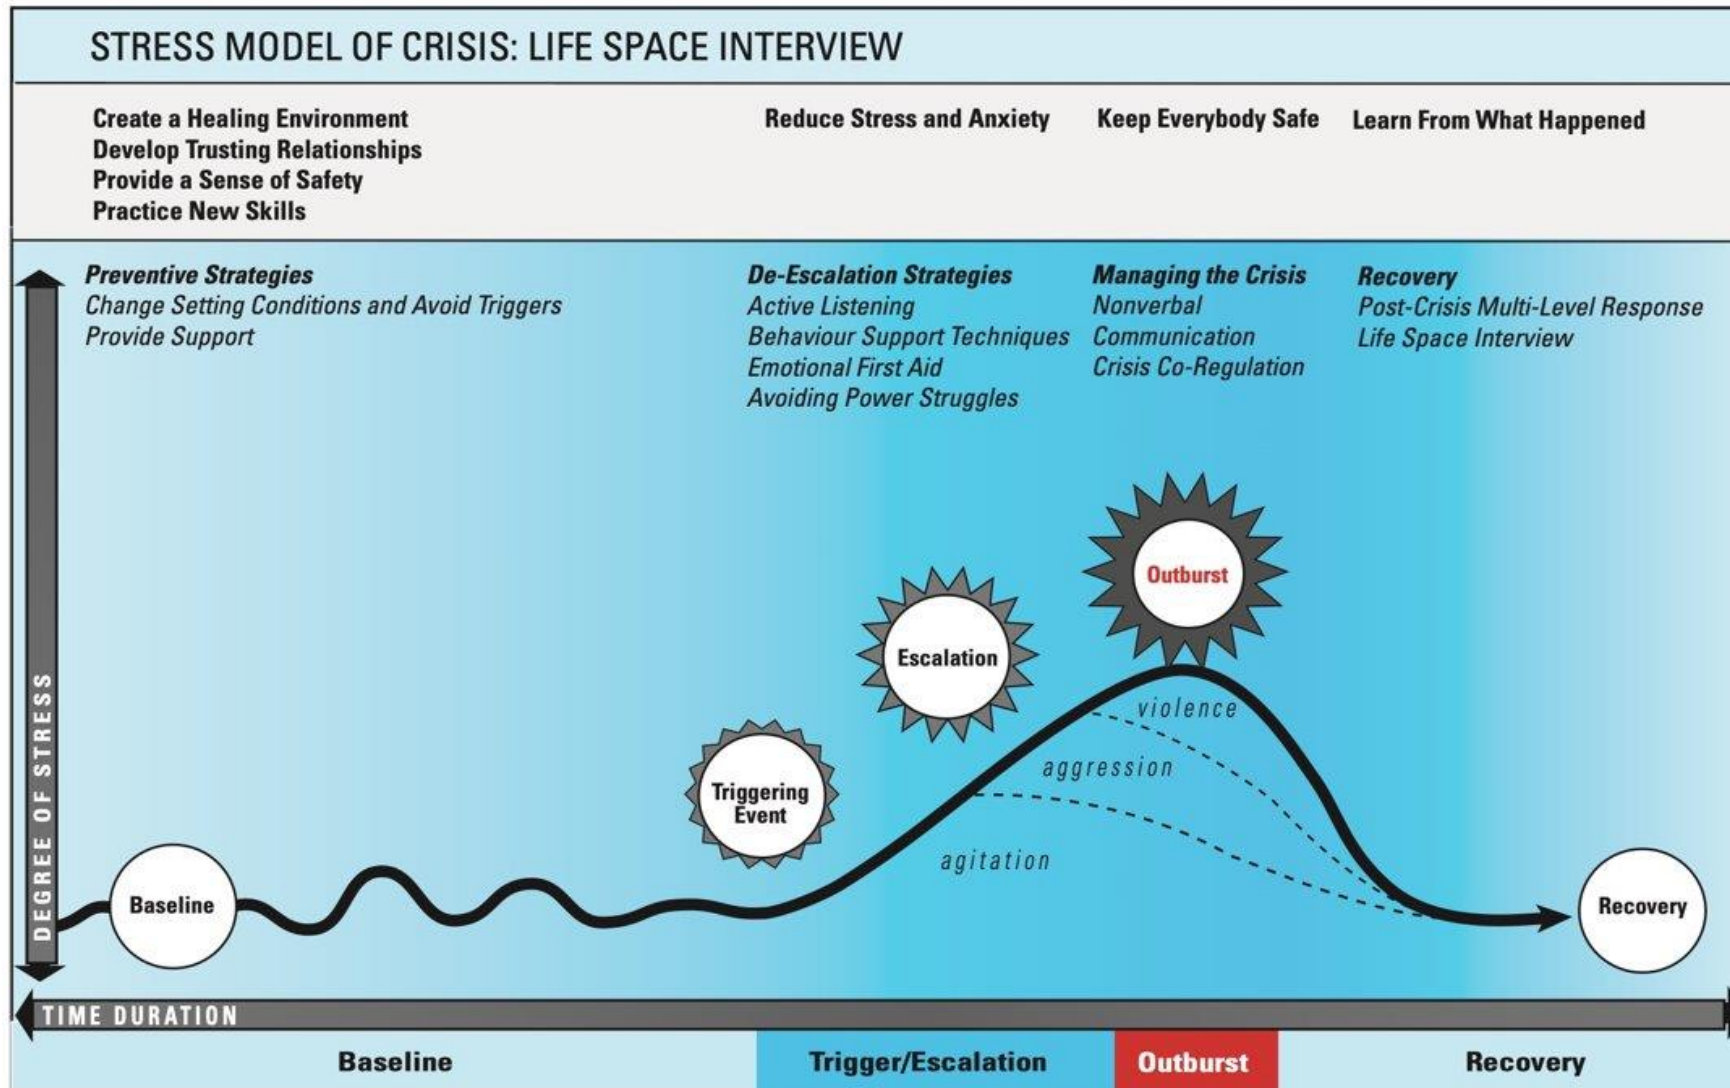 STRESS MODEL OF CRISIS: LIFE SPACE INTERVIEW
Create a Healing Environment
Develop Trusting Relationships
Provide a Sense of Safety
Practice New Skills
Reduce Stress and Anxiety
Keep Everybody Safe
Learn From What Happened
Preventive Strategies
Change Setting Conditions and Avoid Triggers
Provide Support
De-Escalation Strategies
Active Listening
Behaviour Support Techniques
Emotional First Aid
Avoiding Power Struggles
Managing the Crisis
Nonverbal
Communication
Crisis Co-Regulation
Recovery
Post-Crisis Multi-Level Response
Life Space Interview
DEGREE OF STRESS
Baseline
Triggering
Event
Escalation
Outburst
violence
aggression
agitation
Recovery
TIME DURATION
Baseline
Trigger/Escalation
Outburst
Recovery